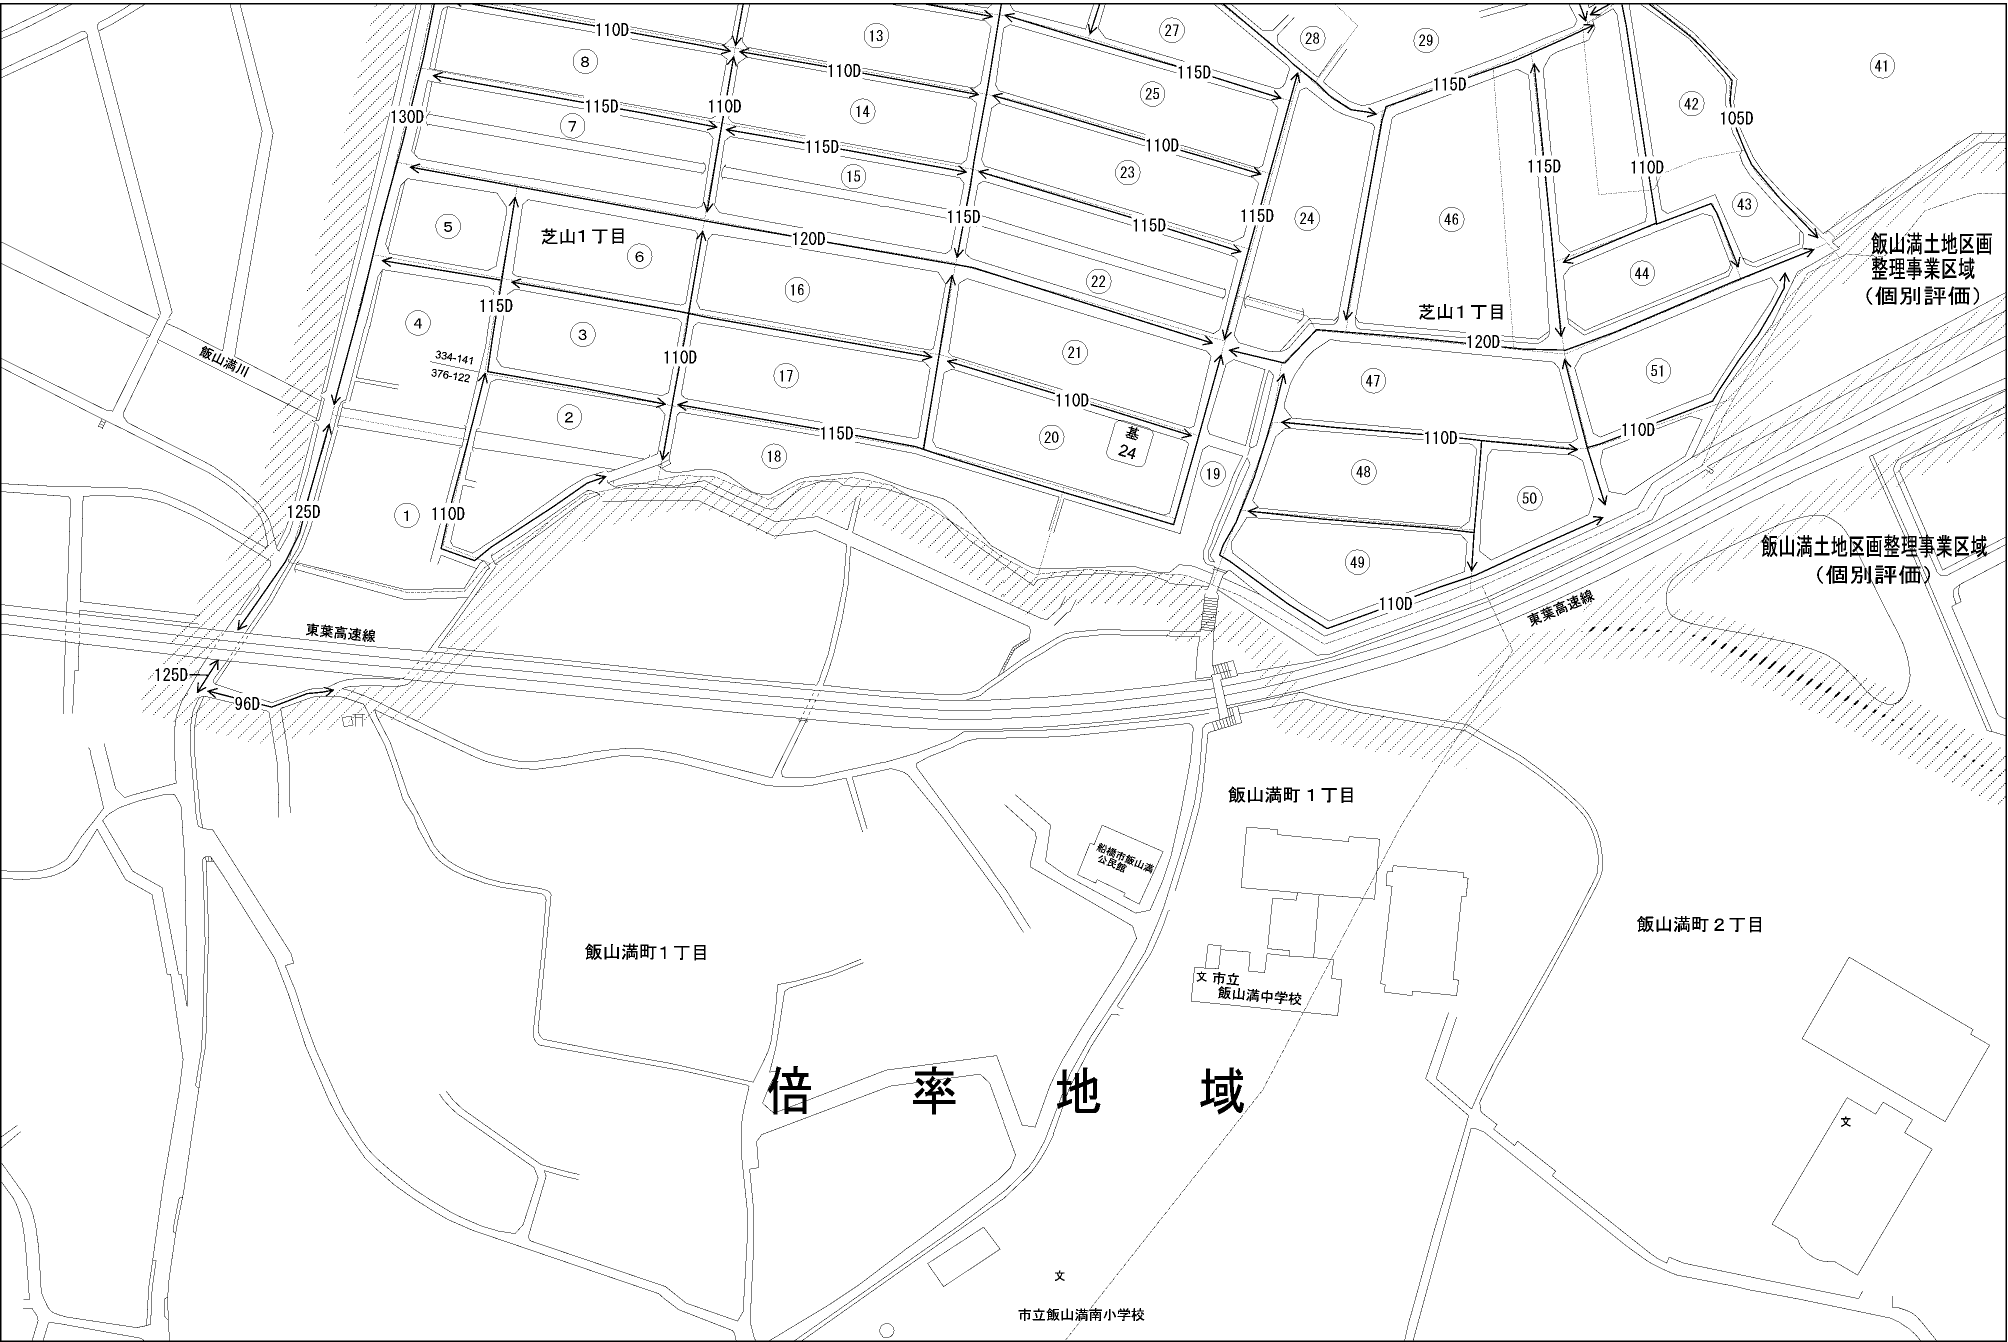 110D
⑬
㉗
㉘
㉙
⑧
110D
115D
115D
㊶
115D
110D
㉕
㊷
130D
⑦
⑭
105D
115D
110D
⑮
㉓
115D
110D
⑤
芝山１丁目
120D
115D
115D
115D
㉔
㊻
㊸
⑥
飯山満土地区画
整理事業区域
（個別評価）
㊹
⑯
㉒
115D
④
③
芝山１丁目
120D
飯山満川
334-141
376-122
110D
⑰
㉑
㊼
51
②
110D
115D
⑳
基
24
110D
110D
⑱
⑲
㊽
㊿
①
110D
125D
飯山満土地区画整理事業区域
（個別評価）
㊾
110D
東葉高速線
東葉高速線
125D
96D
飯山満町１丁目
船橋市飯山満
公民館
飯山満町２丁目
飯山満町１丁目
文 市立
飯山満中学校
倍率地域
文
文
市立飯山満南小学校